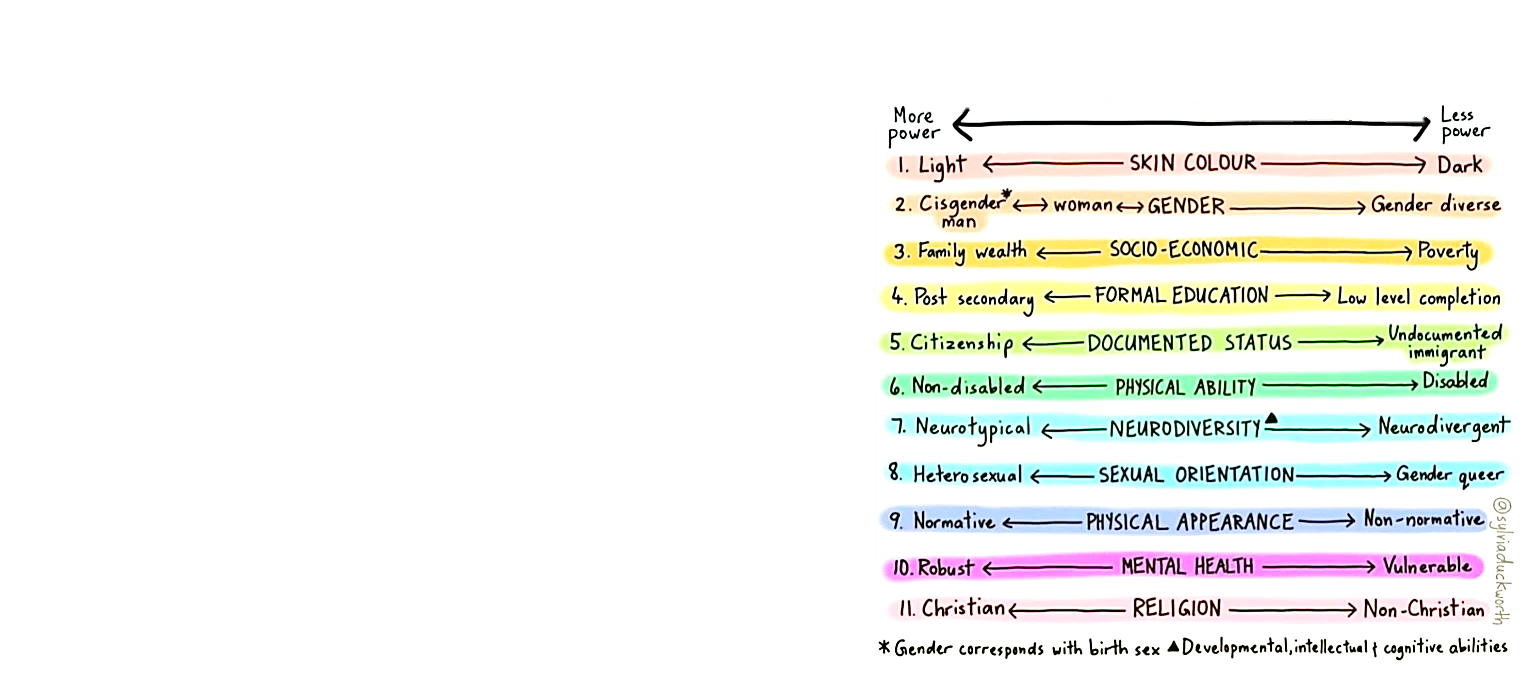 More power ⟷ Less power
1. Light ⟵ SKIN COLOUR ⟶ Dark
2. Cisgender* man ⟷ woman ⟷ GENDER ⟶ Gender diverse
3. Family wealth ⟵ SOCIO-ECONOMIC ⟶ Poverty
4. Post secondary ⟵ FORMAL EDUCATION ⟶ Low level completion
5. Citizenship ⟵ DOCUMENTED STATUS ⟶ Undocumented immigrant
6. Non-disabled ⟵ PHYSICAL ABILITY ⟶ Disabled
7. Neurotypical ⟵ NEURODIVERSITY▲ ⟶ Neurodivergent
8. Heterosexual ⟵ SEXUAL ORIENTATION ⟶ Gender queer
9. Normative ⟵ PHYSICAL APPEARANCE ⟶ Non-normative
10. Robust ⟵ MENTAL HEALTH ⟶ Vulnerable
11. Christian ⟵ RELIGION ⟶ Non-Christian
* Gender corresponds with birth sex ▲ Developmental, intellectual & cognitive abilities
@sylviaduckworth